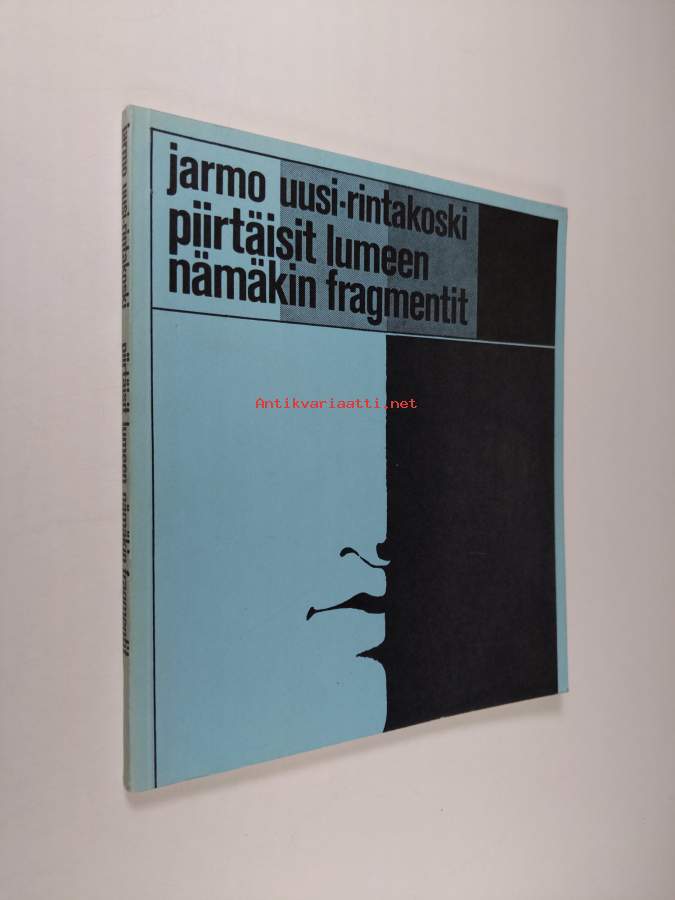 jarmo uusi-rintakoski
piirtäisit lumeen
nämäkin fragmentit
Antikvariaatti.net
jarmo uusi-rintakoski piirtäisit lumeen nämäkin fragmentit